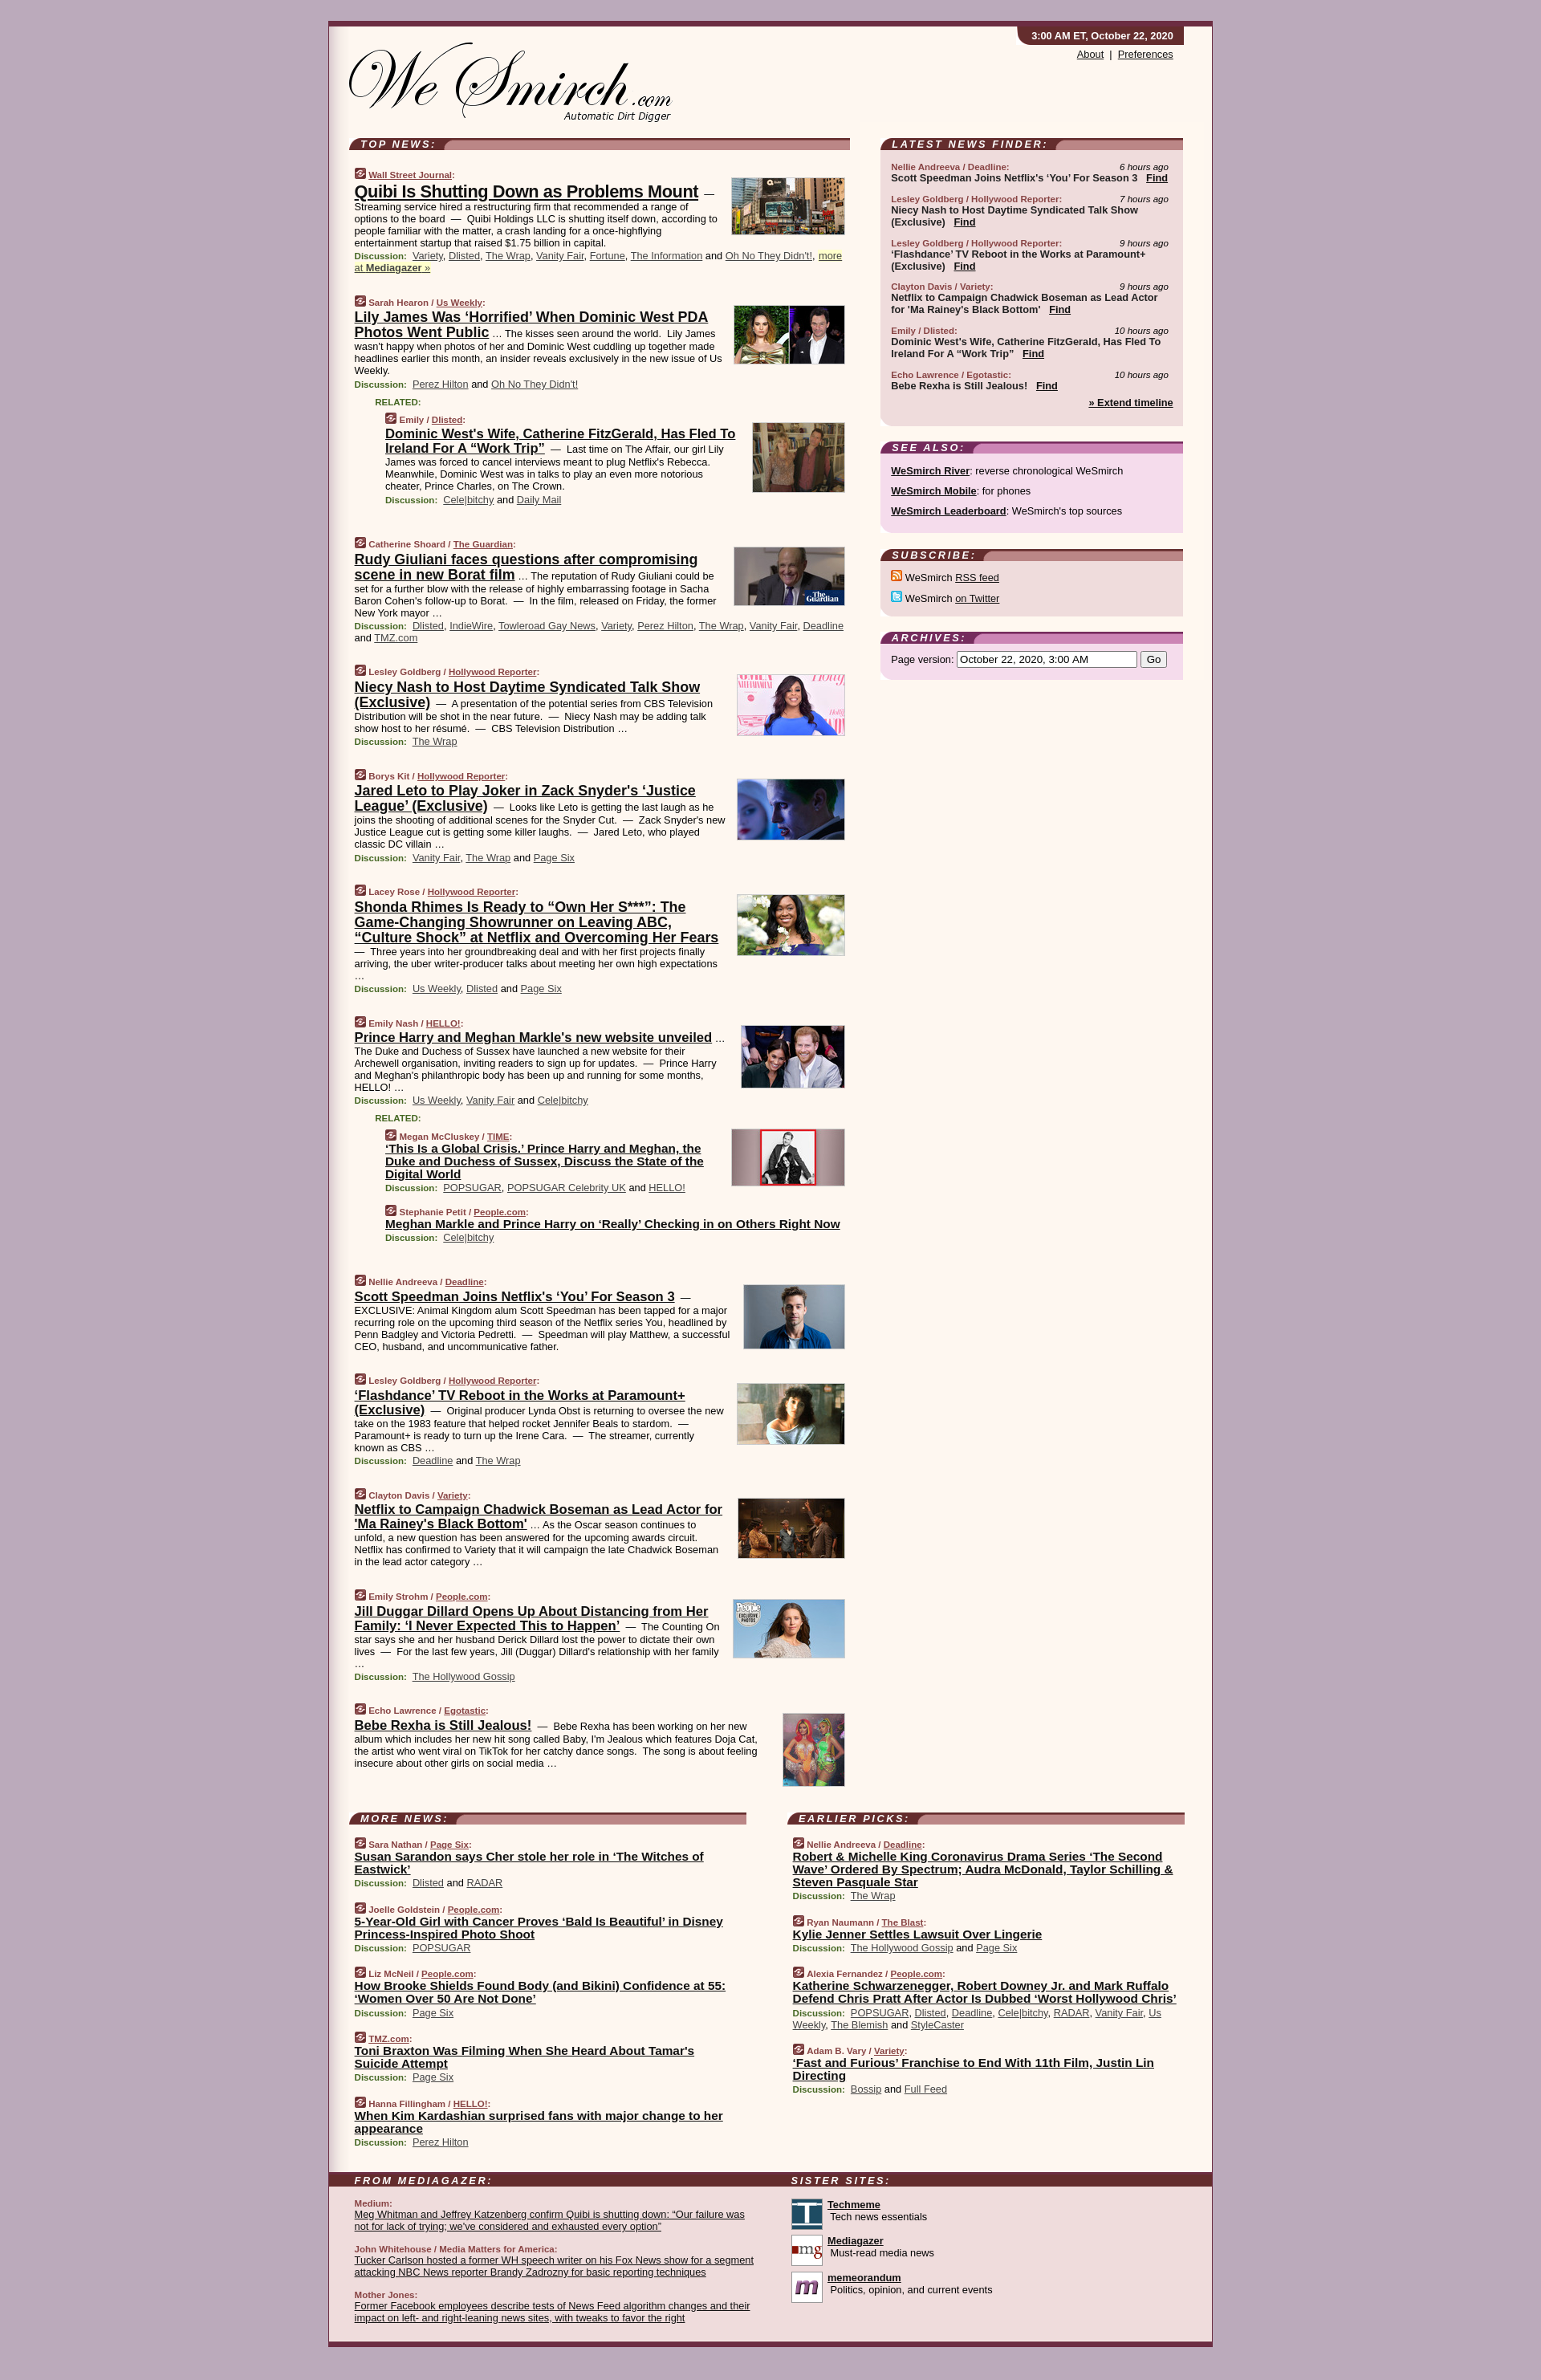 3:00 AM ET, October 22, 2020
About | Preferences
We Smirch.com
Automatic Dirt Digger
TOP NEWS:
Wall Street Journal:
Quibi Is Shutting Down as Problems Mount —
Streaming service hired a restructuring firm that recommended a range of
options to the board — Quibi Holdings LLC is shutting itself down, according to
people familiar with the matter, a crash landing for a once-highflying
entertainment startup that raised $1.75 billion in capital.
Discussion: Variety, Dlisted, The Wrap, Vanity Fair, Fortune, The Information and Oh No They Didn't!, more
at Mediagazer »
Sarah Hearon / Us Weekly:
Lily James Was ‘Horrified’ When Dominic West PDA
Photos Went Public … The kisses seen around the world. Lily James
wasn't happy when photos of her and Dominic West cuddling up together made
headlines earlier this month, an insider reveals exclusively in the new issue of Us
Weekly.
Discussion: Perez Hilton and Oh No They Didn't!
RELATED:
Emily / Dlisted:
Dominic West's Wife, Catherine FitzGerald, Has Fled To
Ireland For A “Work Trip” — Last time on The Affair, our girl Lily
James was forced to cancel interviews meant to plug Netflix's Rebecca.
Meanwhile, Dominic West was in talks to play an even more notorious
cheater, Prince Charles, on The Crown.
Discussion: Cele|bitchy and Daily Mail
Catherine Shoard / The Guardian:
Rudy Giuliani faces questions after compromising
scene in new Borat film … The reputation of Rudy Giuliani could be
set for a further blow with the release of highly embarrassing footage in Sacha
Baron Cohen's follow-up to Borat. — In the film, released on Friday, the former
New York mayor …
The Guardian
Discussion: Dlisted, IndieWire, Towleroad Gay News, Variety, Perez Hilton, The Wrap, Vanity Fair, Deadline
and TMZ.com
Lesley Goldberg / Hollywood Reporter:
Niecy Nash to Host Daytime Syndicated Talk Show
(Exclusive) — A presentation of the potential series from CBS Television
Distribution will be shot in the near future. — Niecy Nash may be adding talk
show host to her résumé. — CBS Television Distribution …
Discussion: The Wrap
Borys Kit / Hollywood Reporter:
Jared Leto to Play Joker in Zack Snyder's ‘Justice
League’ (Exclusive) — Looks like Leto is getting the last laugh as he
joins the shooting of additional scenes for the Snyder Cut. — Zack Snyder's new
Justice League cut is getting some killer laughs. — Jared Leto, who played
classic DC villain …
Discussion: Vanity Fair, The Wrap and Page Six
Lacey Rose / Hollywood Reporter:
Shonda Rhimes Is Ready to “Own Her S***”: The
Game-Changing Showrunner on Leaving ABC,
“Culture Shock” at Netflix and Overcoming Her Fears
— Three years into her groundbreaking deal and with her first projects finally
arriving, the uber writer-producer talks about meeting her own high expectations
…
Discussion: Us Weekly, Dlisted and Page Six
Emily Nash / HELLO!:
Prince Harry and Meghan Markle's new website unveiled …
The Duke and Duchess of Sussex have launched a new website for their
Archewell organisation, inviting readers to sign up for updates. — Prince Harry
and Meghan's philanthropic body has been up and running for some months,
HELLO! …
Discussion: Us Weekly, Vanity Fair and Cele|bitchy
RELATED:
Megan McCluskey / TIME:
‘This Is a Global Crisis.’ Prince Harry and Meghan, the
Duke and Duchess of Sussex, Discuss the State of the
Digital World
Discussion: POPSUGAR, POPSUGAR Celebrity UK and HELLO!
Stephanie Petit / People.com:
Meghan Markle and Prince Harry on ‘Really’ Checking in on Others Right Now
Discussion: Cele|bitchy
Nellie Andreeva / Deadline:
Scott Speedman Joins Netflix's ‘You’ For Season 3 —
EXCLUSIVE: Animal Kingdom alum Scott Speedman has been tapped for a major
recurring role on the upcoming third season of the Netflix series You, headlined by
Penn Badgley and Victoria Pedretti. — Speedman will play Matthew, a successful
CEO, husband, and uncommunicative father.
Lesley Goldberg / Hollywood Reporter:
‘Flashdance’ TV Reboot in the Works at Paramount+
(Exclusive) — Original producer Lynda Obst is returning to oversee the new
take on the 1983 feature that helped rocket Jennifer Beals to stardom. —
Paramount+ is ready to turn up the Irene Cara. — The streamer, currently
known as CBS …
Discussion: Deadline and The Wrap
Clayton Davis / Variety:
Netflix to Campaign Chadwick Boseman as Lead Actor for
'Ma Rainey's Black Bottom' … As the Oscar season continues to
unfold, a new question has been answered for the upcoming awards circuit.
Netflix has confirmed to Variety that it will campaign the late Chadwick Boseman
in the lead actor category …
Emily Strohm / People.com:
Jill Duggar Dillard Opens Up About Distancing from Her
Family: ‘I Never Expected This to Happen’ — The Counting On
star says she and her husband Derick Dillard lost the power to dictate their own
lives — For the last few years, Jill (Duggar) Dillard's relationship with her family
…
People
EXCLUSIVE
PHOTOS
Discussion: The Hollywood Gossip
Echo Lawrence / Egotastic:
Bebe Rexha is Still Jealous! — Bebe Rexha has been working on her new
album which includes her new hit song called Baby, I'm Jealous which features Doja Cat,
the artist who went viral on TikTok for her catchy dance songs. The song is about feeling
insecure about other girls on social media …
LATEST NEWS FINDER:
Nellie Andreeva / Deadline: 6 hours ago
Scott Speedman Joins Netflix's ‘You’ For Season 3 Find
Lesley Goldberg / Hollywood Reporter: 7 hours ago
Niecy Nash to Host Daytime Syndicated Talk Show
(Exclusive) Find
Lesley Goldberg / Hollywood Reporter: 9 hours ago
‘Flashdance’ TV Reboot in the Works at Paramount+
(Exclusive) Find
Clayton Davis / Variety: 9 hours ago
Netflix to Campaign Chadwick Boseman as Lead Actor
for 'Ma Rainey's Black Bottom' Find
Emily / Dlisted: 10 hours ago
Dominic West's Wife, Catherine FitzGerald, Has Fled To
Ireland For A “Work Trip” Find
Echo Lawrence / Egotastic: 10 hours ago
Bebe Rexha is Still Jealous! Find
» Extend timeline
SEE ALSO:
WeSmirch River: reverse chronological WeSmirch
WeSmirch Mobile: for phones
WeSmirch Leaderboard: WeSmirch's top sources
SUBSCRIBE:
WeSmirch RSS feed
WeSmirch on Twitter
ARCHIVES:
Page version: October 22, 2020, 3:00 AM Go
MORE NEWS:
Sara Nathan / Page Six:
Susan Sarandon says Cher stole her role in ‘The Witches of
Eastwick’
Discussion: Dlisted and RADAR
Joelle Goldstein / People.com:
5-Year-Old Girl with Cancer Proves ‘Bald Is Beautiful’ in Disney
Princess-Inspired Photo Shoot
Discussion: POPSUGAR
Liz McNeil / People.com:
How Brooke Shields Found Body (and Bikini) Confidence at 55:
‘Women Over 50 Are Not Done’
Discussion: Page Six
TMZ.com:
Toni Braxton Was Filming When She Heard About Tamar's
Suicide Attempt
Discussion: Page Six
Hanna Fillingham / HELLO!:
When Kim Kardashian surprised fans with major change to her
appearance
Discussion: Perez Hilton
EARLIER PICKS:
Nellie Andreeva / Deadline:
Robert & Michelle King Coronavirus Drama Series ‘The Second
Wave’ Ordered By Spectrum; Audra McDonald, Taylor Schilling &
Steven Pasquale Star
Discussion: The Wrap
Ryan Naumann / The Blast:
Kylie Jenner Settles Lawsuit Over Lingerie
Discussion: The Hollywood Gossip and Page Six
Alexia Fernandez / People.com:
Katherine Schwarzenegger, Robert Downey Jr. and Mark Ruffalo
Defend Chris Pratt After Actor Is Dubbed ‘Worst Hollywood Chris’
Discussion: POPSUGAR, Dlisted, Deadline, Cele|bitchy, RADAR, Vanity Fair, Us
Weekly, The Blemish and StyleCaster
Adam B. Vary / Variety:
‘Fast and Furious’ Franchise to End With 11th Film, Justin Lin
Directing
Discussion: Bossip and Full Feed
FROM MEDIAGAZER:
Medium:
Meg Whitman and Jeffrey Katzenberg confirm Quibi is shutting down: “Our failure was
not for lack of trying; we've considered and exhausted every option”
John Whitehouse / Media Matters for America:
Tucker Carlson hosted a former WH speech writer on his Fox News show for a segment
attacking NBC News reporter Brandy Zadrozny for basic reporting techniques
Mother Jones:
Former Facebook employees describe tests of News Feed algorithm changes and their
impact on left- and right-leaning news sites, with tweaks to favor the right
SISTER SITES:
T
Techmeme
Tech news essentials
mg
Mediagazer
Must-read media news
m
memeorandum
Politics, opinion, and current events